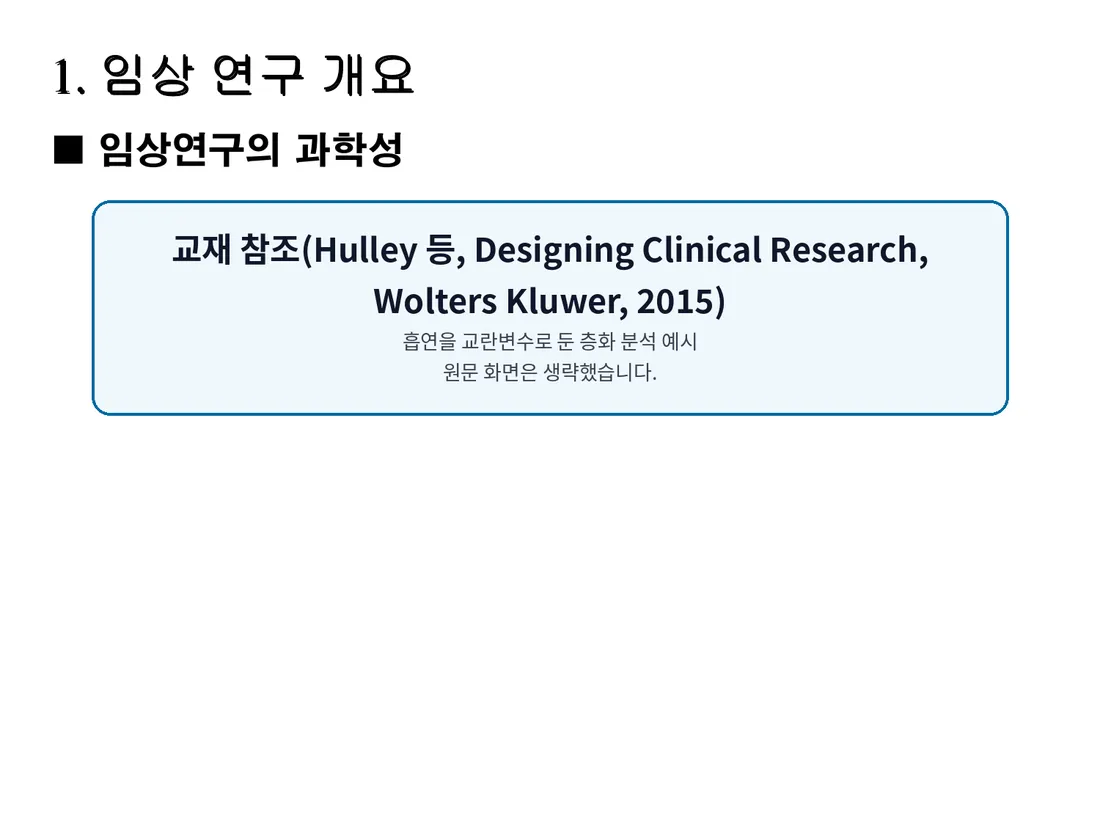 1. 임상 연구 개요
■ 임상연구의 과학성
교재 참조(Hulley 등, Designing Clinical Research,
Wolters Kluwer, 2015)
흡연을 교란변수로 둔 층화 분석 예시
원문 화면은 생략했습니다.